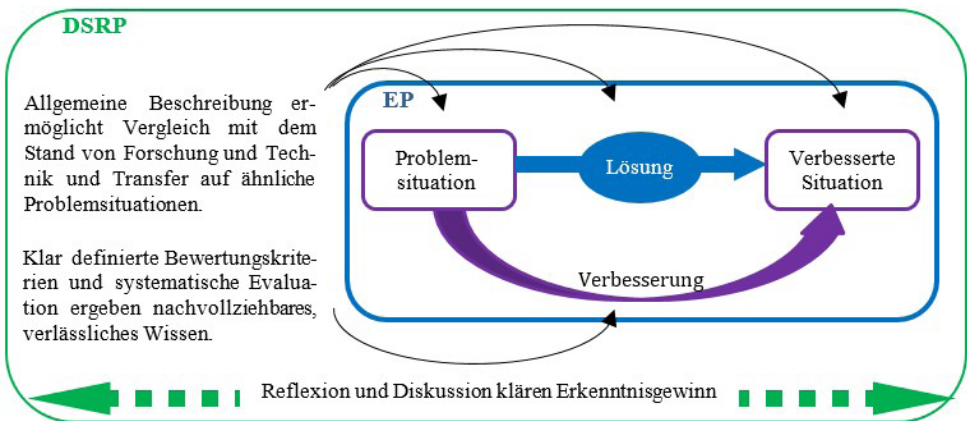 DSRP
Allgemeine Beschreibung er-
möglicht Vergleich mit dem
Stand von Forschung und Tech-
nik und Transfer auf ähnliche
Problemsituationen.
Klar definierte Bewertungskrite-
rien und systematische Evalua-
tion ergeben nachvollziehbares,
verlässliches Wissen.
EP
Problem-
situation
Lösung
Verbesserte
Situation
Verbesserung
Reflexion und Diskussion klären Erkenntnisgewinn